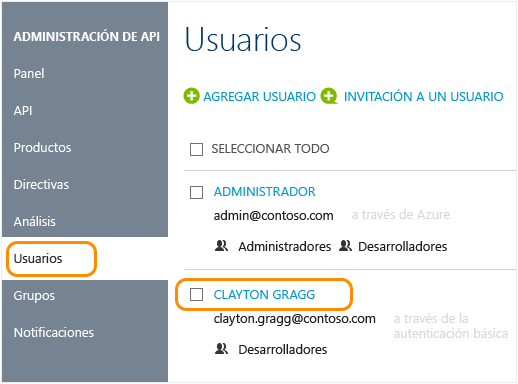 ADMINISTRACIÓN DE API
Panel
API
Productos
Directivas
Análisis
Usuarios
Grupos
Notificaciones
Usuarios
AGREGAR USUARIO INVITACIÓN A UN USUARIO
SELECCIONAR TODO
ADMINISTRADOR
admin@contoso.com a través de Azure
Administradores Desarrolladores
CLAYTON GRAGG
clayton.gragg@contoso.com a través de la
autenticación básica
Desarrolladores